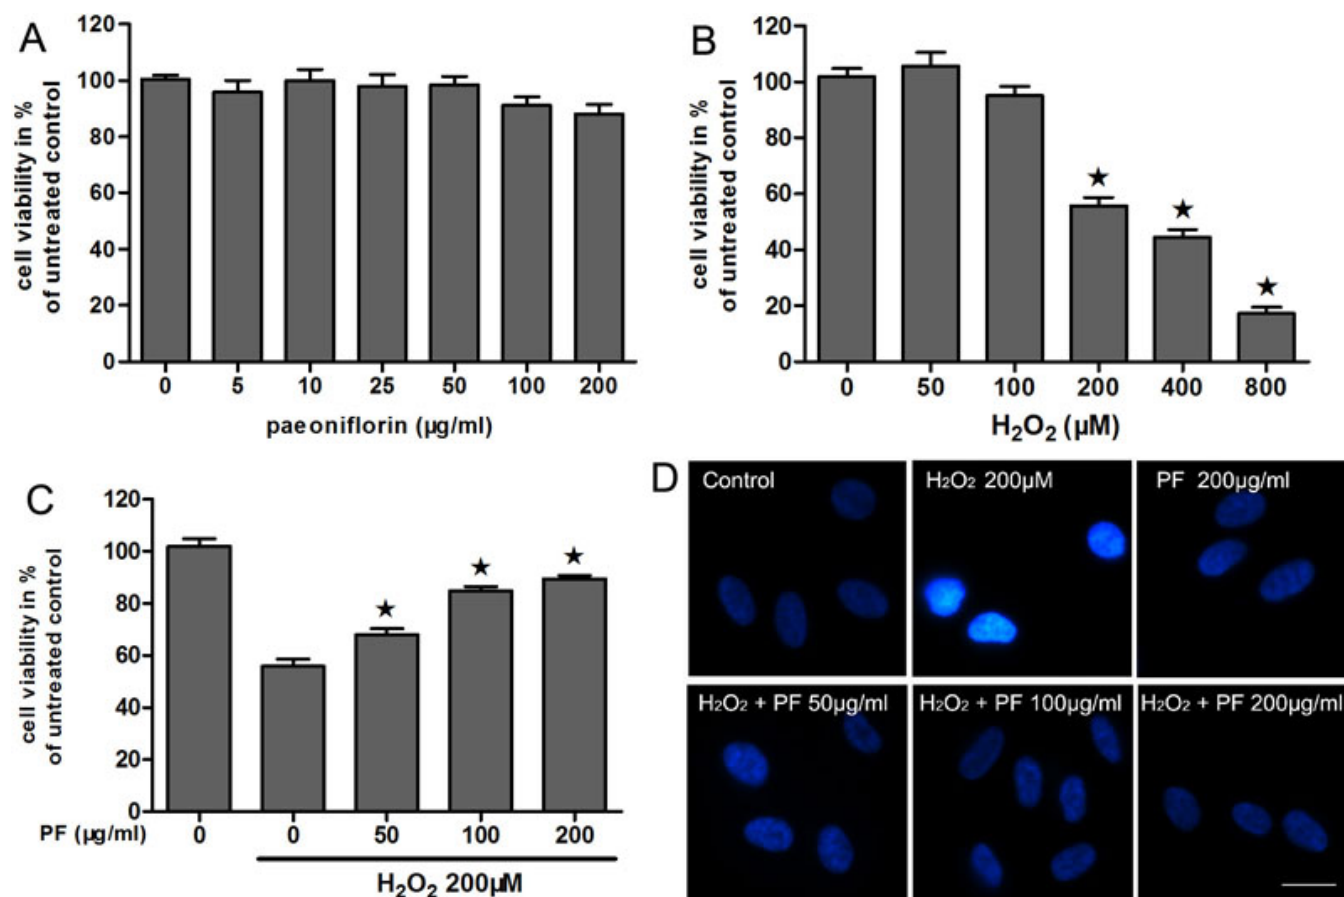 A
120
100
80
60
40
20
0
cell viability in %
of untreated control
0 5 10 25 50 100 200
paeoniflorin (µg/ml)
B
120
100
80
60
40
20
0
cell viability in %
of untreated control
★
★
★
0 50 100 200 400 800
H₂O₂ (µM)
C
120
100
80
60
40
20
0
cell viability in %
of untreated control
★
★
★
PF (µg/ml) 0 0 50 100 200
H₂O₂ 200µM
D
Control
H₂O₂ 200µM
PF 200µg/ml
H₂O₂ + PF 50µg/ml
H₂O₂ + PF 100µg/ml
H₂O₂ + PF 200µg/ml